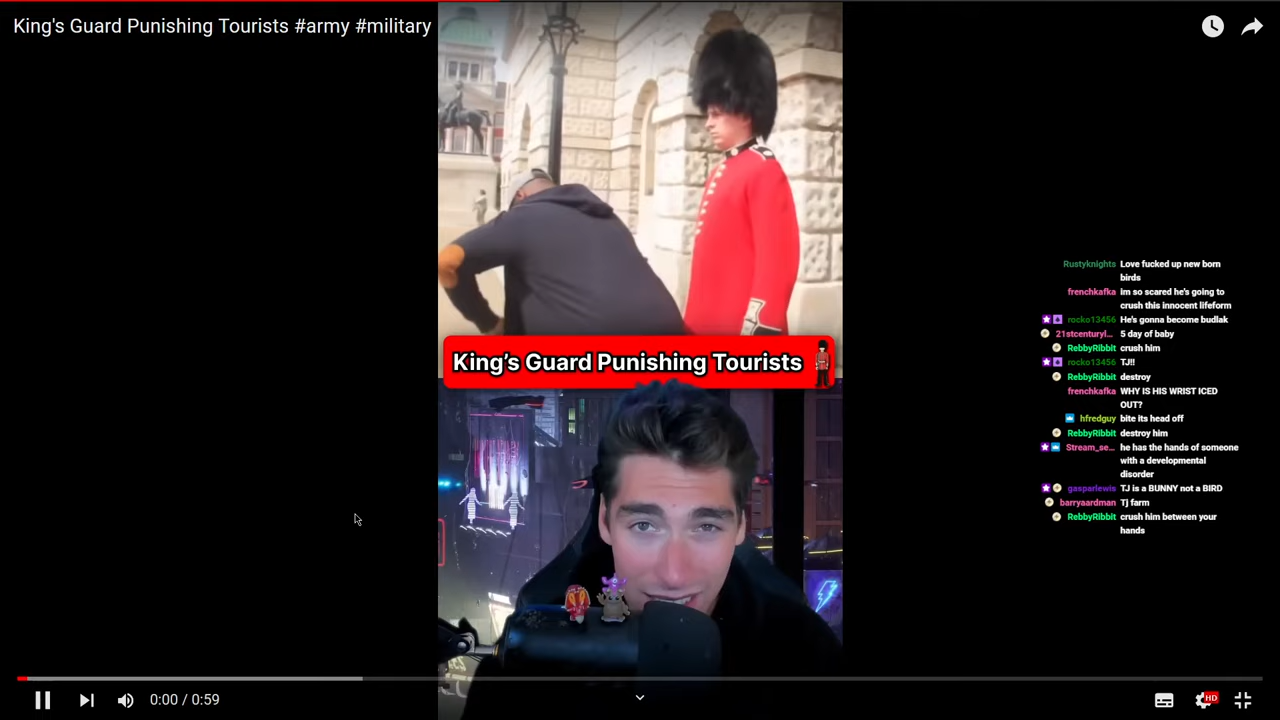 King's Guard Punishing Tourists #army #military
King's Guard Punishing Tourists
Rustyknights Love fucked up new born
birds
frenchkafka im so scared he's going to
crush this innocent lifeform
rocko13456 He's gonna become budlak
21stcenturyl... 5 day of baby
RebbyRibbit crush him
rocko13456 TJ!!
RebbyRibbit destroy
frenchkafka WHY IS HIS WRIST ICED
OUT?
hfredguy bite its head off
RebbyRibbit destroy him
Stream_se... he has the hands of someone
with a developmental
disorder
gasparlewis TJ is a BUNNY not a BIRD
barryaardman Tj farm
RebbyRibbit crush him between your
hands
0:00 / 0:59
HD